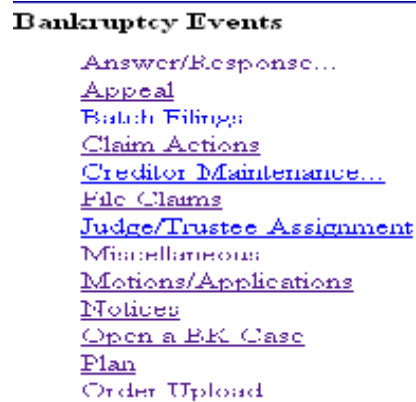 Bankruptcy Events
Answer/Response...
Appeal
Batch Filings
Claim Actions
Creditor Maintenance...
File Claims
Judge/Trustee Assignment
Miscellaneous
Motions/Applications
Notices
Open a BK Case
Plan
Order Upload